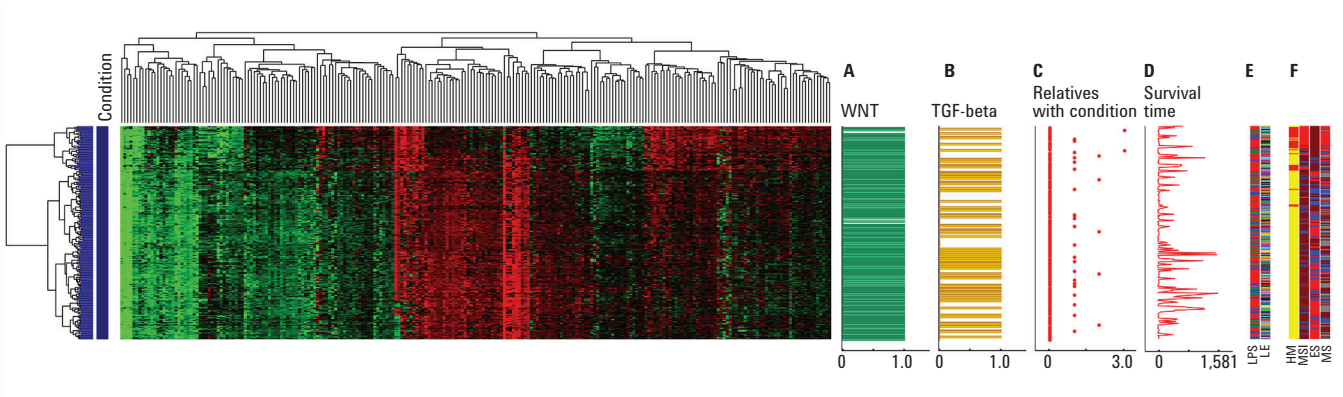 Condition
A
WNT
0 1.0
B
TGF-beta
0 1.0
C
Relatives
with condition
0 3.0
D
Survival
time
0 1,581
E
LPS
LE
F
HM
MSI
ES
MS